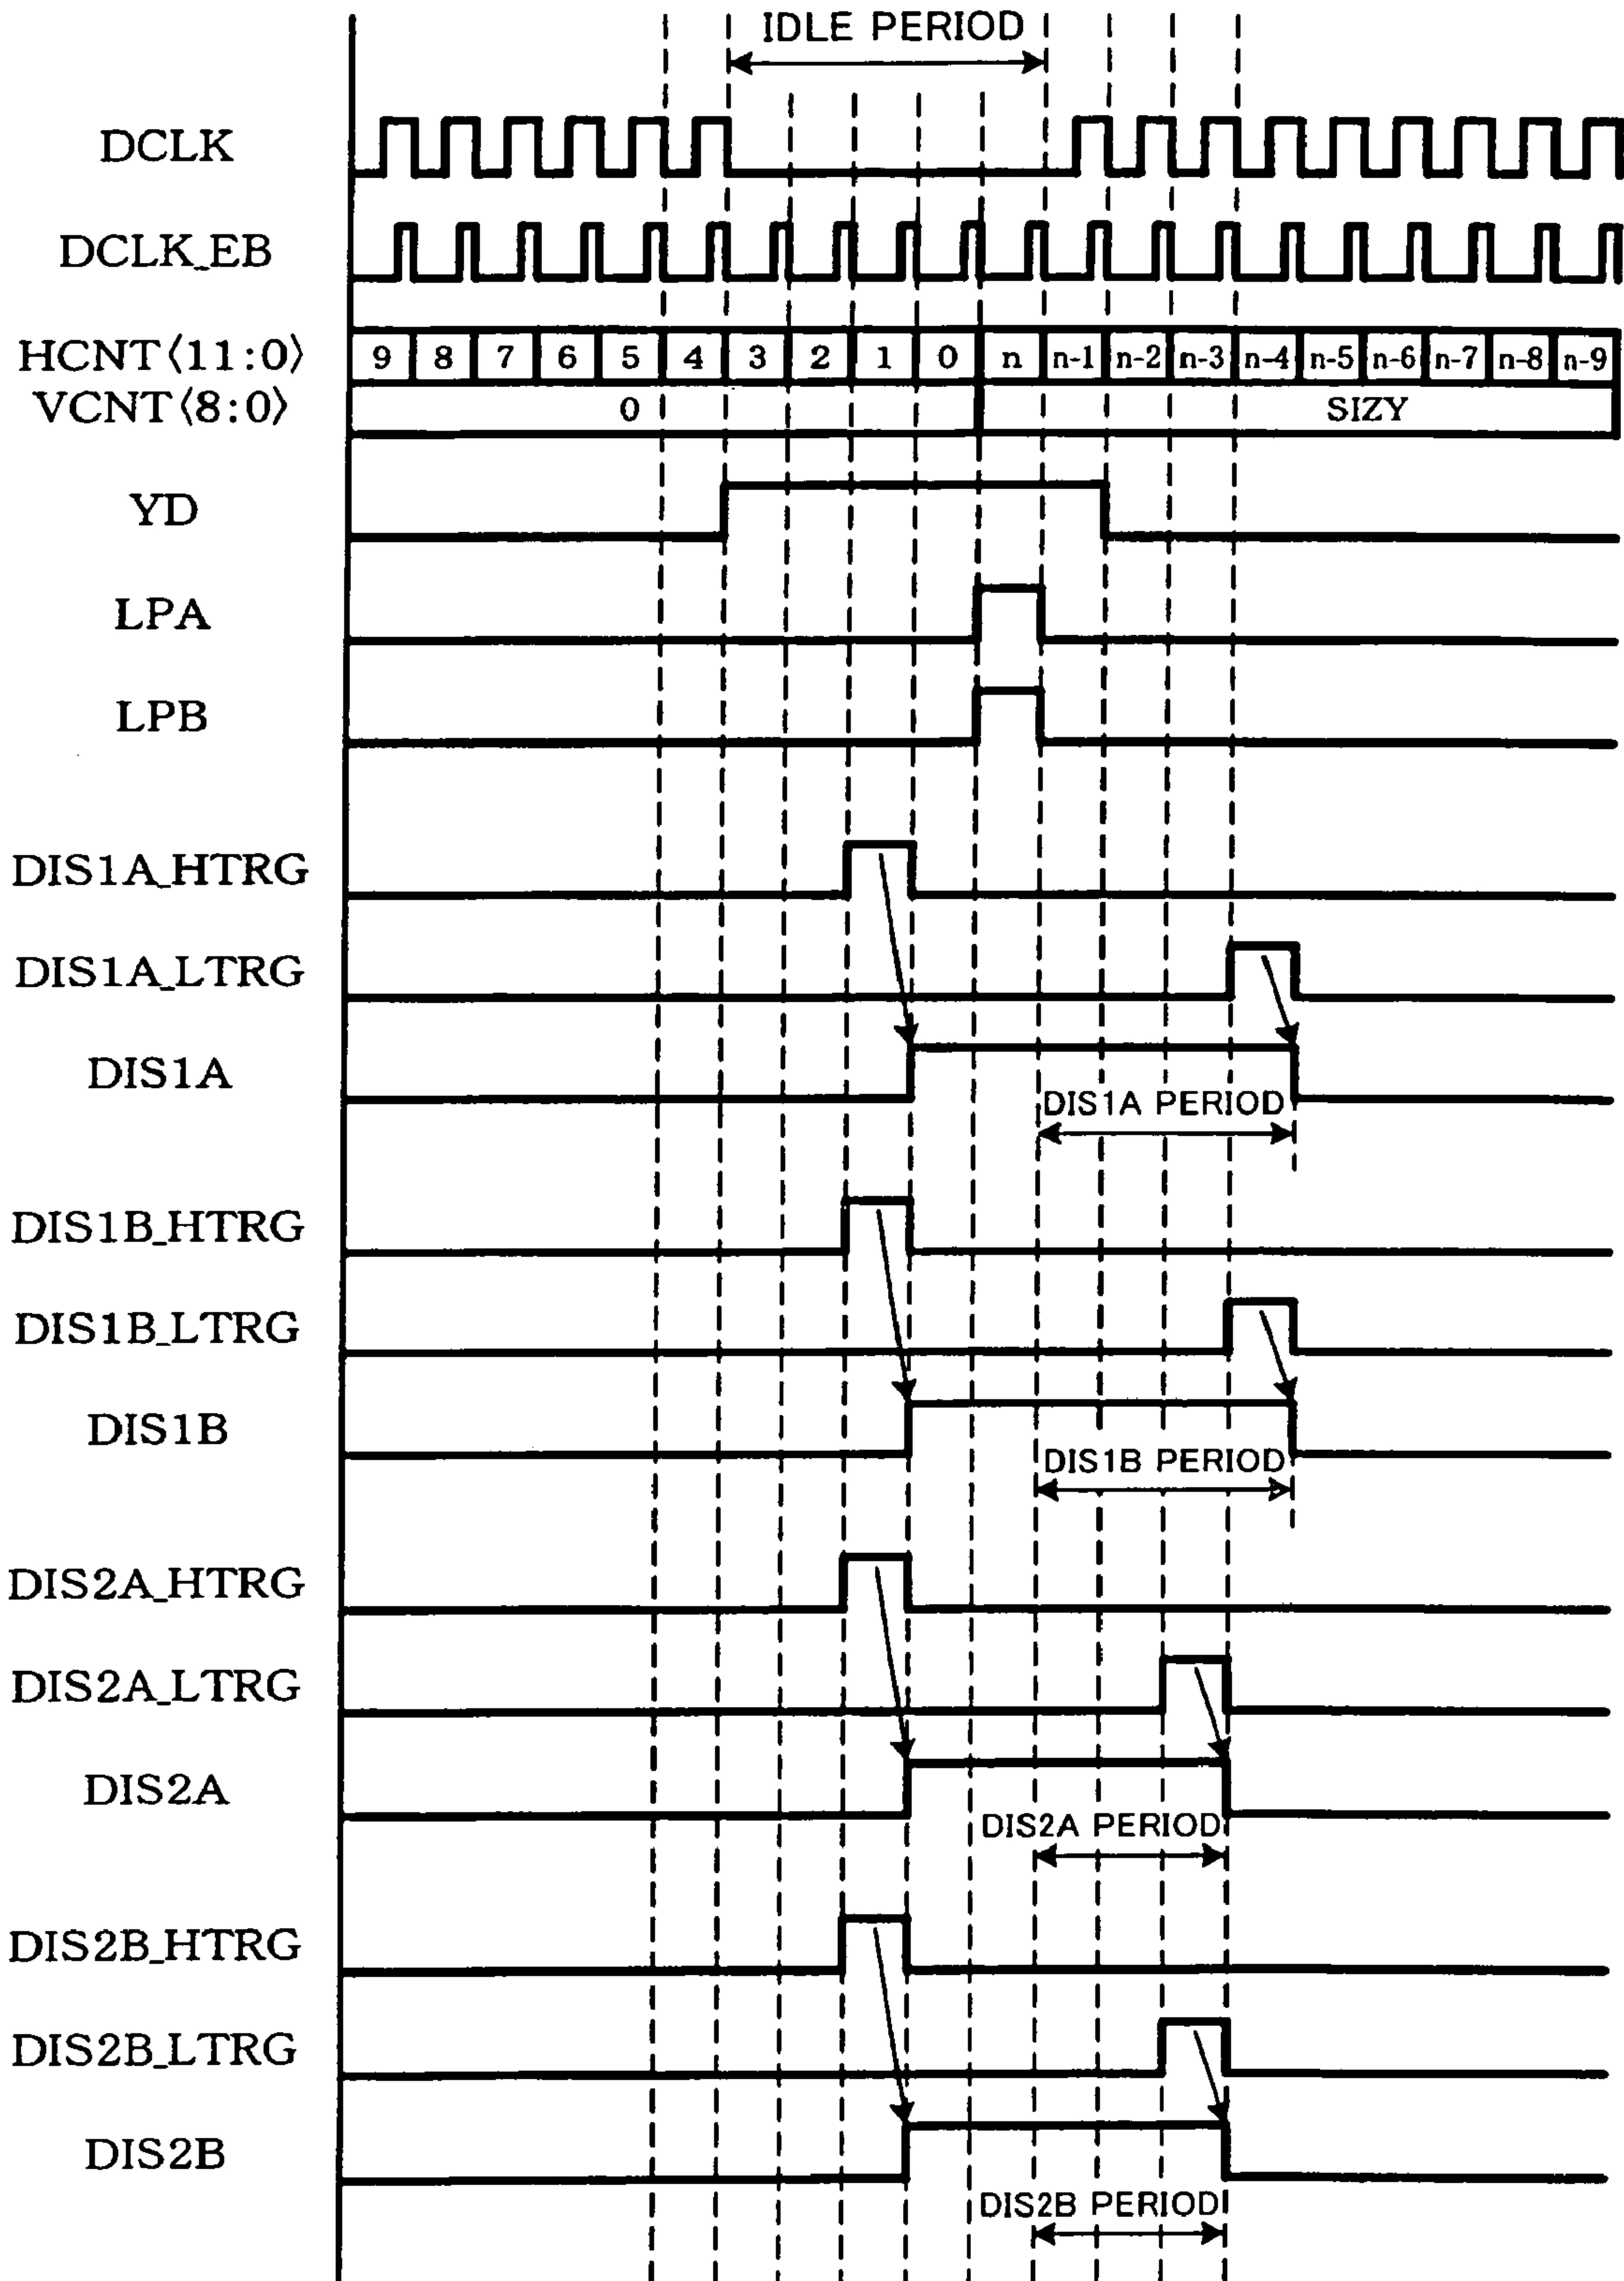 IDLE PERIOD
DCLK
DCLK_EB
HCNT⟨11:0⟩ 9 8 7 6 5 4 3 2 1 0 n n-1 n-2 n-3 n-4 n-5 n-6 n-7 n-8 n-9
VCNT⟨8:0⟩ 0 SIZY
YD
LPA
LPB
DIS1A_HTRG
DIS1A_LTRG
DIS1A
DIS1A PERIOD
DIS1B_HTRG
DIS1B_LTRG
DIS1B
DIS1B PERIOD
DIS2A_HTRG
DIS2A_LTRG
DIS2A
DIS2A PERIOD
DIS2B_HTRG
DIS2B_LTRG
DIS2B
DIS2B PERIOD